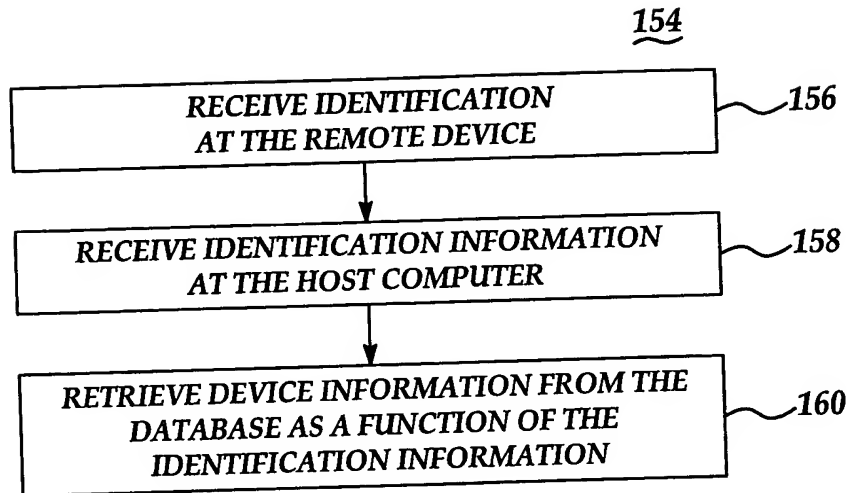 154
RECEIVE IDENTIFICATION
AT THE REMOTE DEVICE
156
RECEIVE IDENTIFICATION INFORMATION
AT THE HOST COMPUTER
158
RETRIEVE DEVICE INFORMATION FROM THE
DATABASE AS A FUNCTION OF THE
IDENTIFICATION INFORMATION
160